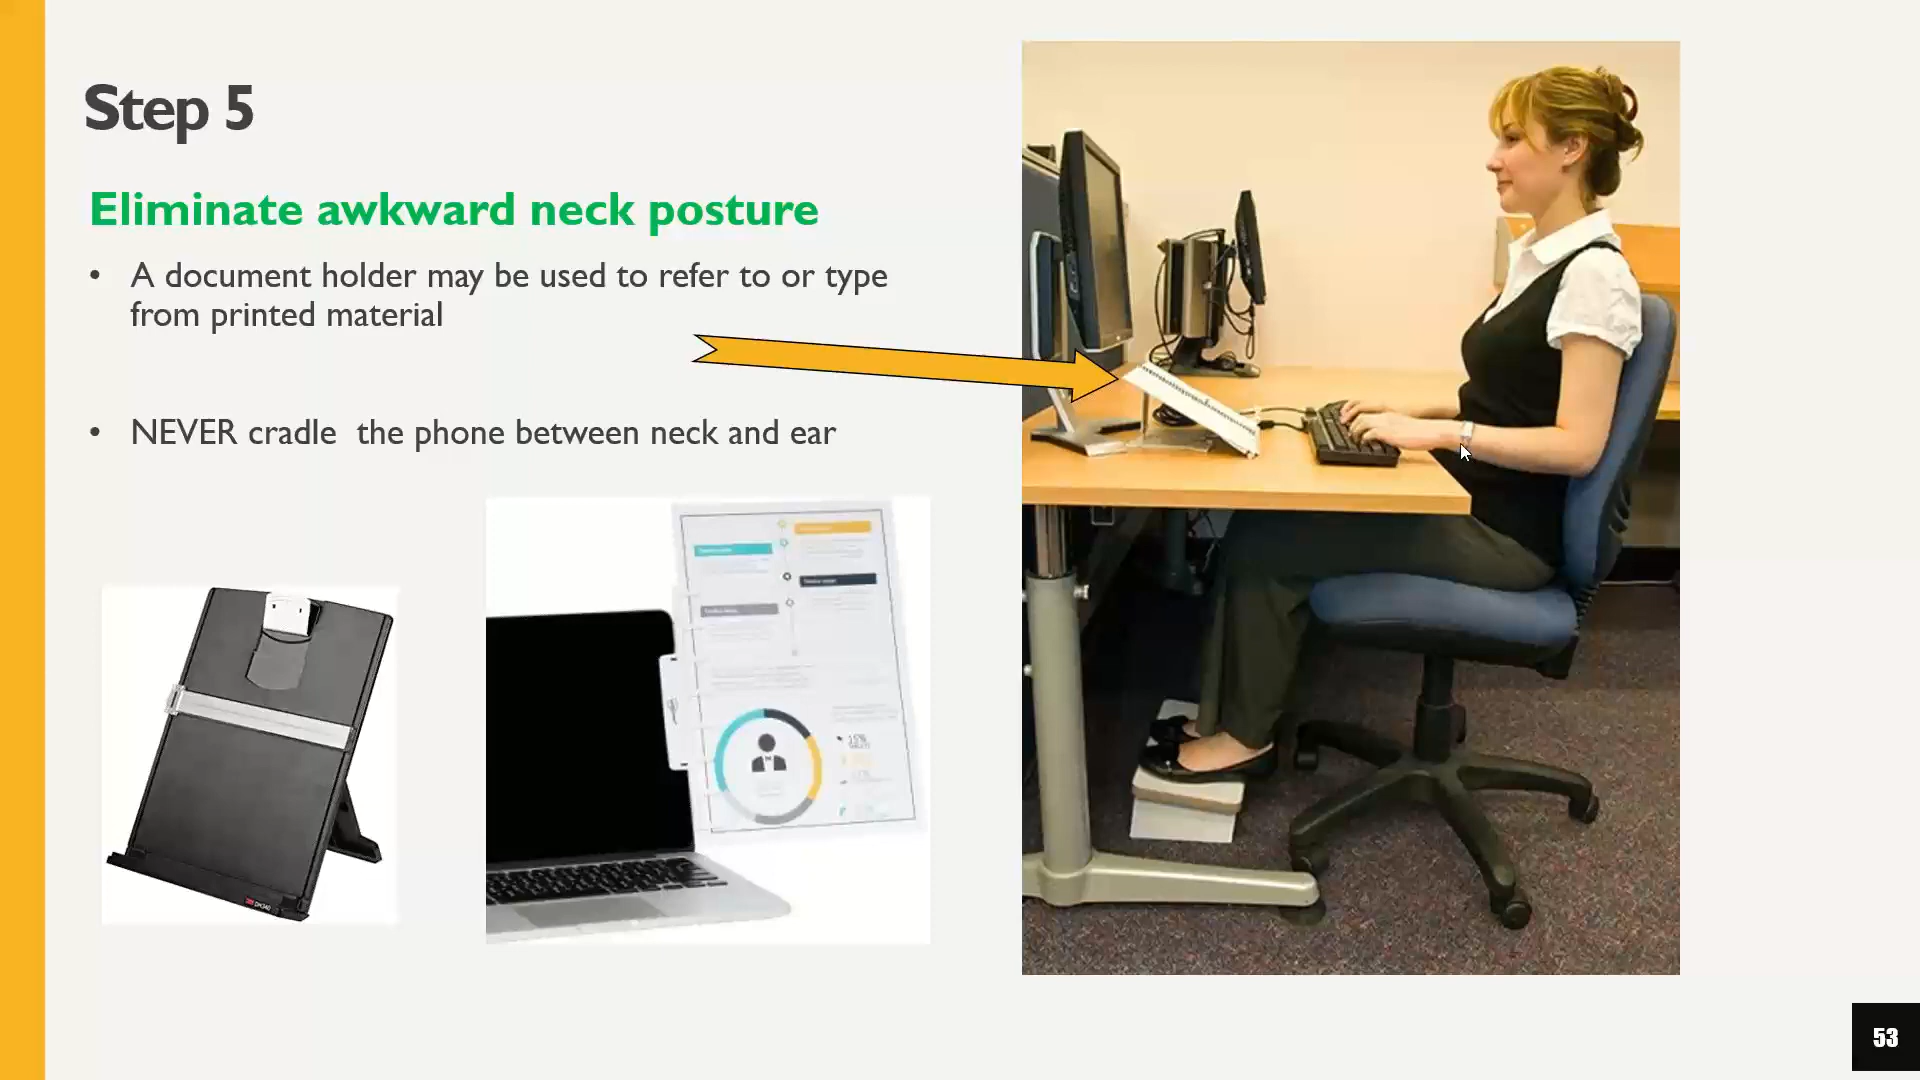 Step 5
Eliminate awkward neck posture
• A document holder may be used to refer to or type
from printed material
• NEVER cradle  the phone between neck and ear
15%
53